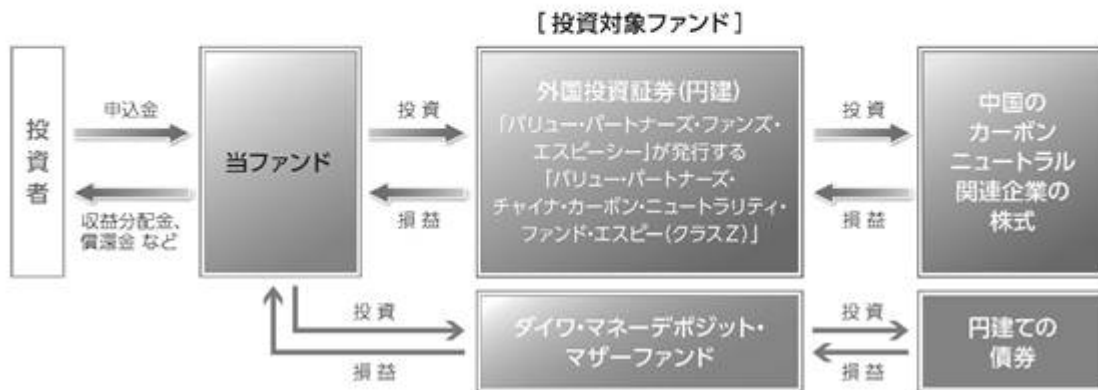 [投資対象ファンド]
投資者
申込金
収益分配金、
償還金 など
当ファンド
投 資
損 益
外国投資証券(円建)
「バリュー・パートナーズ・ファンズ・
エスピーシー」が発行する
「バリュー・パートナーズ・
チャイナ・カーボン・ニュートラリティ・
ファンド・エスピー(クラスZ)」
投 資
損 益
中国の
カーボン
ニュートラル
関連企業の
株式
投 資
損 益
ダイワ・マネーデポジット・
マザーファンド
投 資
損 益
円建ての
債券